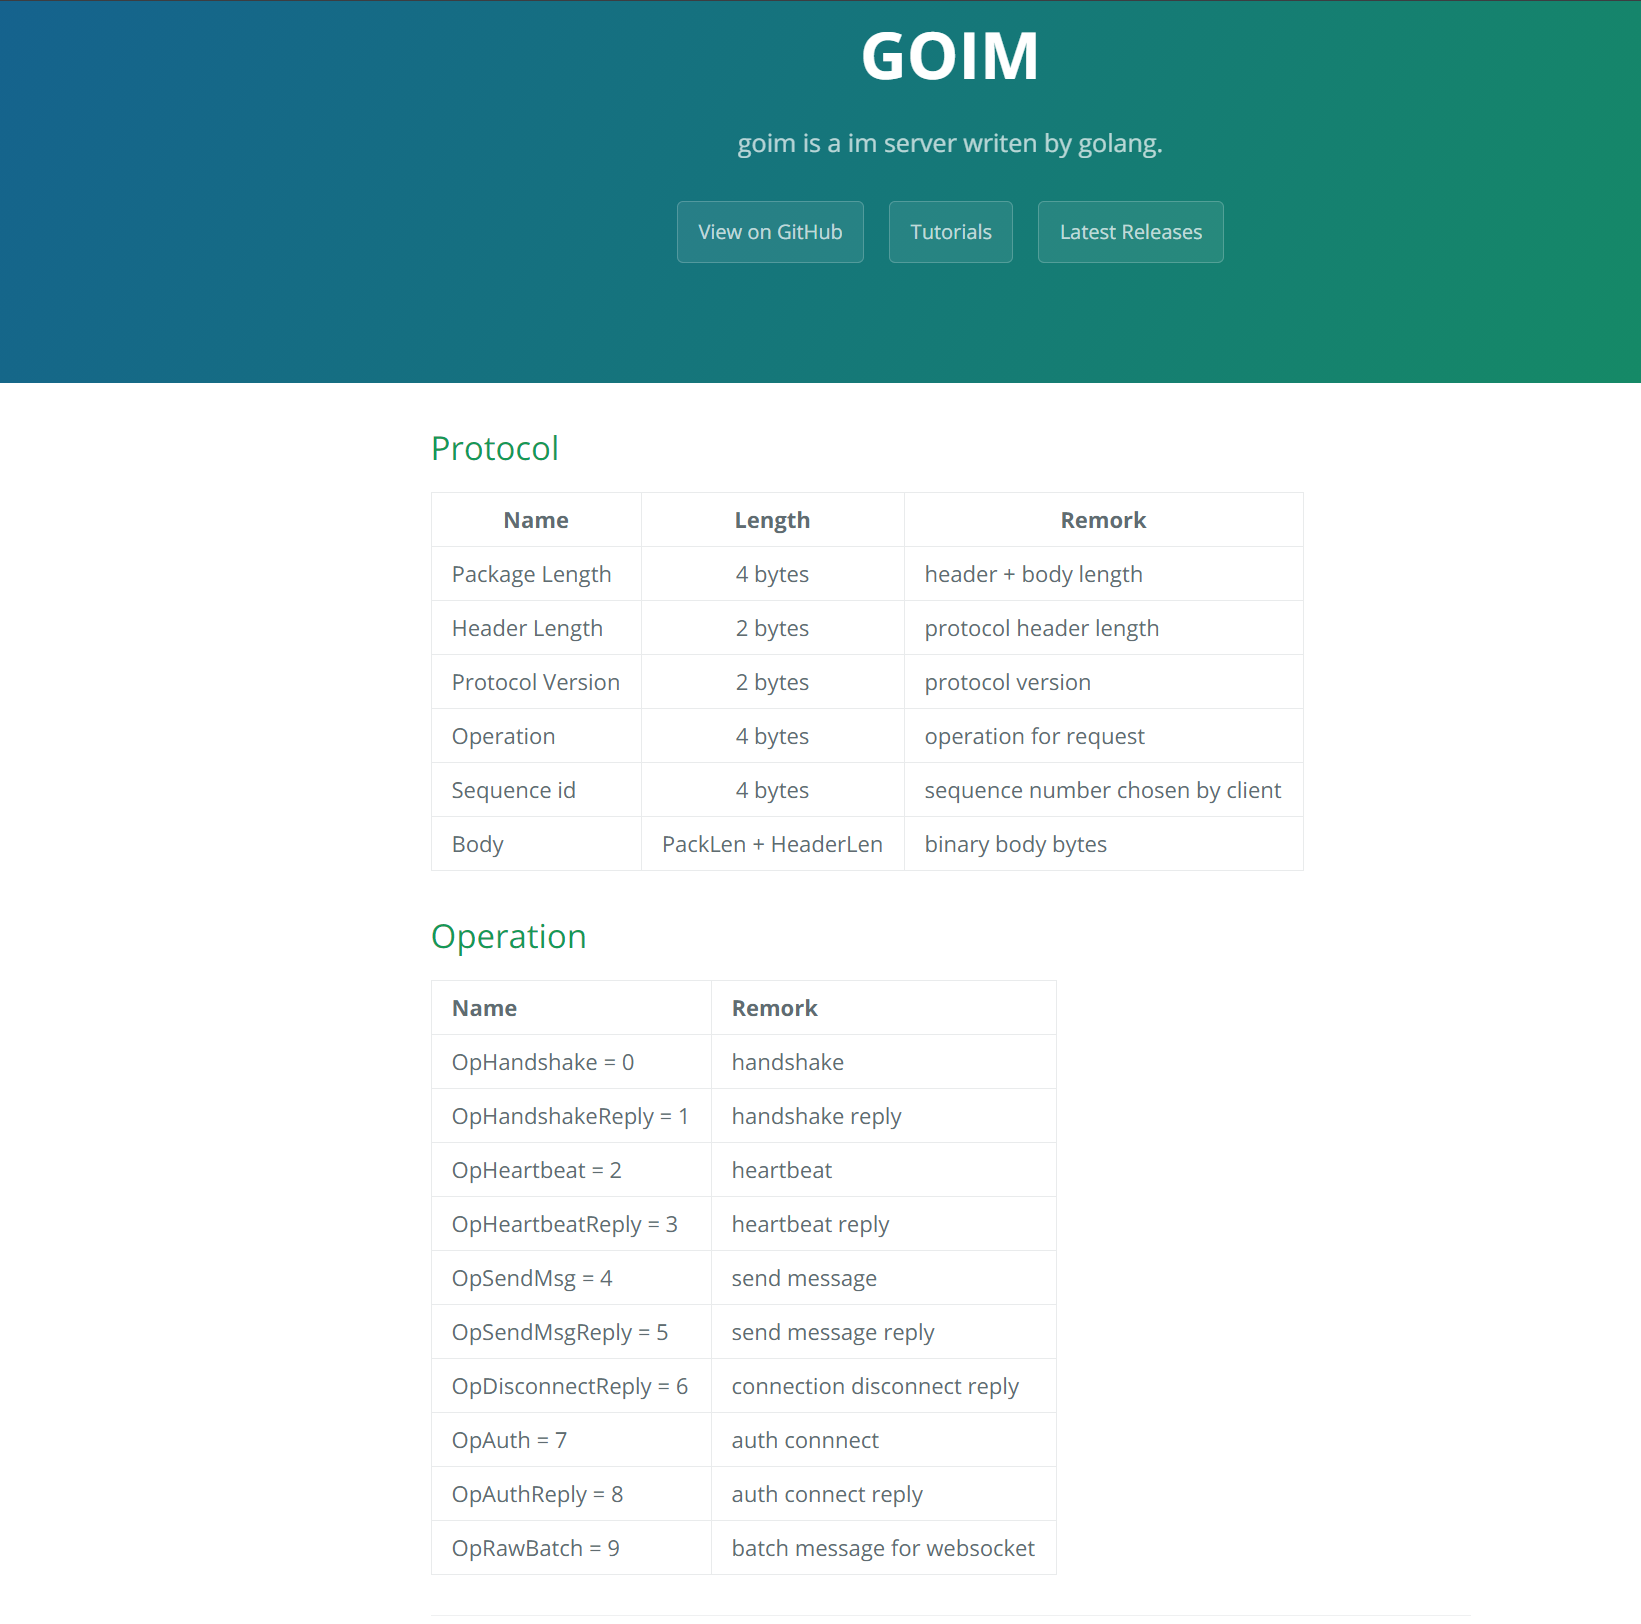 GOIM
goim is a im server writen by golang.
View on GitHub Tutorials Latest Releases
Protocol
Name Length Remork
Package Length 4 bytes header + body length
Header Length 2 bytes protocol header length
Protocol Version 2 bytes protocol version
Operation 4 bytes operation for request
Sequence id 4 bytes sequence number chosen by client
Body PackLen + HeaderLen binary body bytes
Operation
Name Remork
OpHandshake = 0 handshake
OpHandshakeReply = 1 handshake reply
OpHeartbeat = 2 heartbeat
OpHeartbeatReply = 3 heartbeat reply
OpSendMsg = 4 send message
OpSendMsgReply = 5 send message reply
OpDisconnectReply = 6 connection disconnect reply
OpAuth = 7 auth connnect
OpAuthReply = 8 auth connect reply
OpRawBatch = 9 batch message for websocket